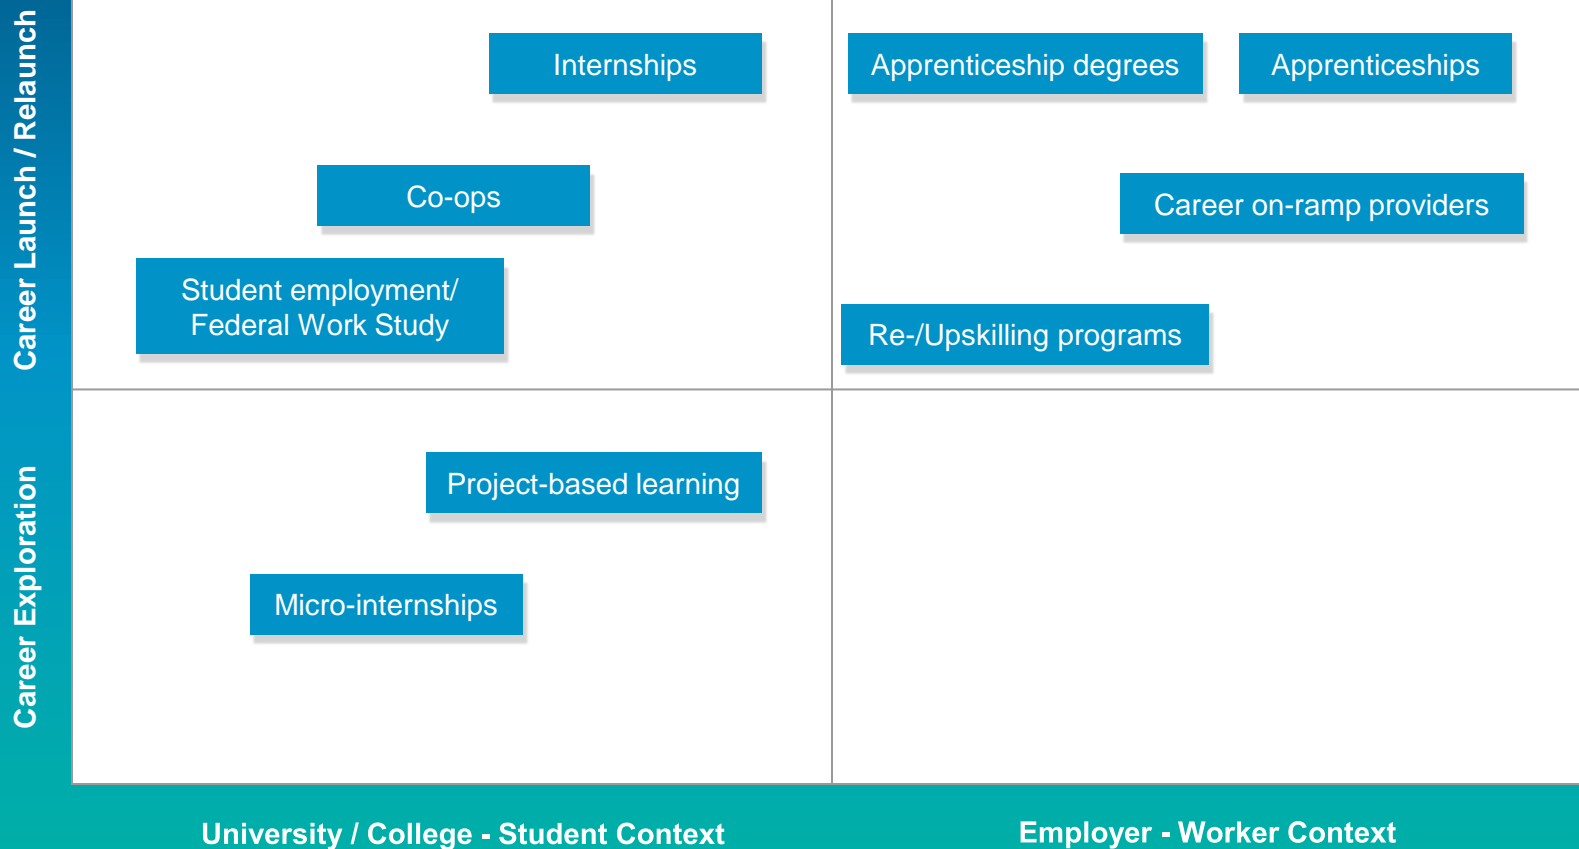 Career Launch / Relaunch
Internships
Apprenticeship degrees
Apprenticeships
Co-ops
Career on-ramp providers
Student employment/
Federal Work Study
Re-/Upskilling programs
Career Exploration
Project-based learning
Micro-internships
University / College - Student Context
Employer - Worker Context